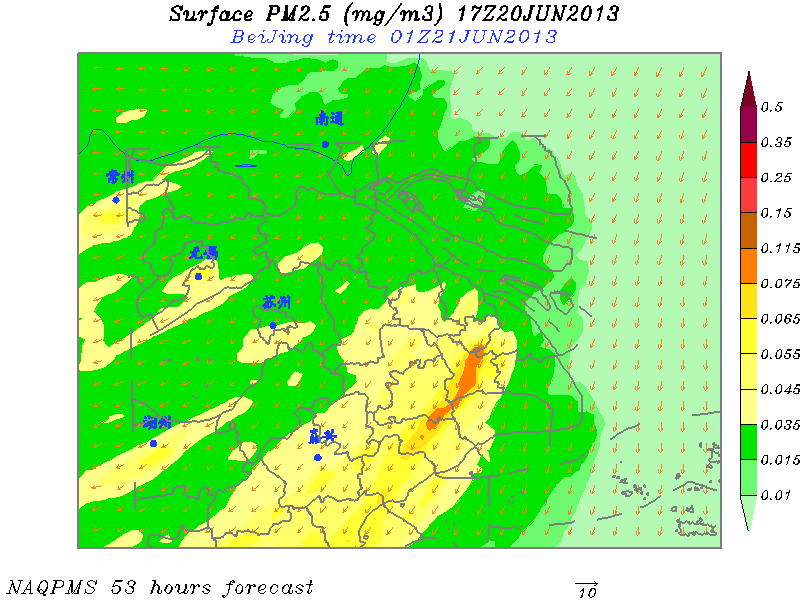 Surface PM2.5 (mg/m3) 17Z20JUN2013
BeiJing time 01Z21JUN2013
南通
常州
无锡
苏州
湖州
嘉兴
0.5
0.35
0.25
0.15
0.115
0.075
0.065
0.055
0.045
0.035
0.015
0.01
NAQPMS 53 hours forecast
10